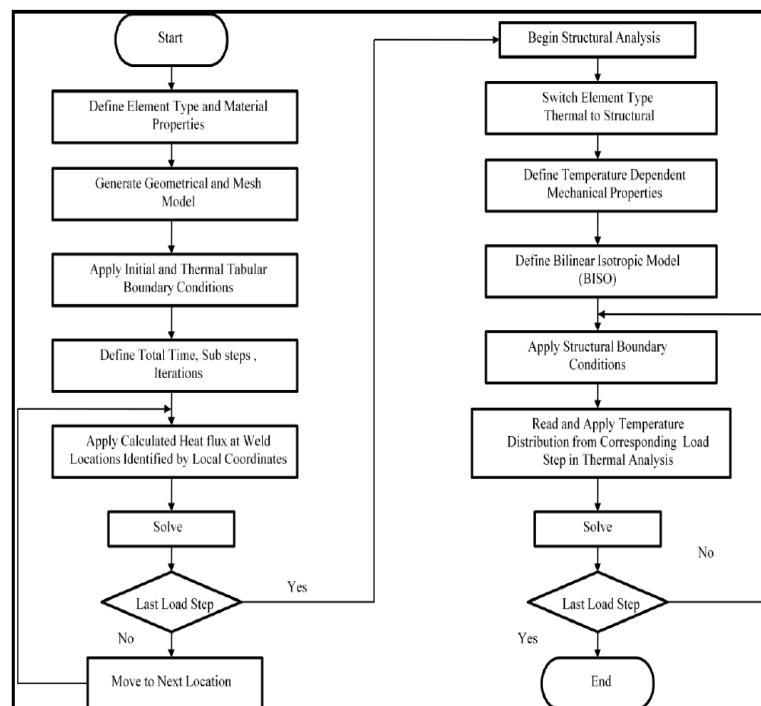 Start
Define Element Type and Material
Properties
Generate Geometrical and Mesh
Model
Apply Initial and Thermal Tabular
Boundary Conditions
Define Total Time, Sub steps ,
Iterations
Apply Calculated Heat flux at Weld
Locations Identified by Local Coordinates
Solve
Last Load Step
Yes
No
Move to Next Location
Begin Structural Analysis
Switch Element Type
Thermal to Structural
Define Temperature Dependent
Mechanical Properties
Define Bilinear Isotropic Model
(BISO)
Apply Structural Boundary
Conditions
Read and Apply Temperature
Distribution from Corresponding Load
Step in Thermal Analysis
Solve
No
Last Load Step
Yes
End